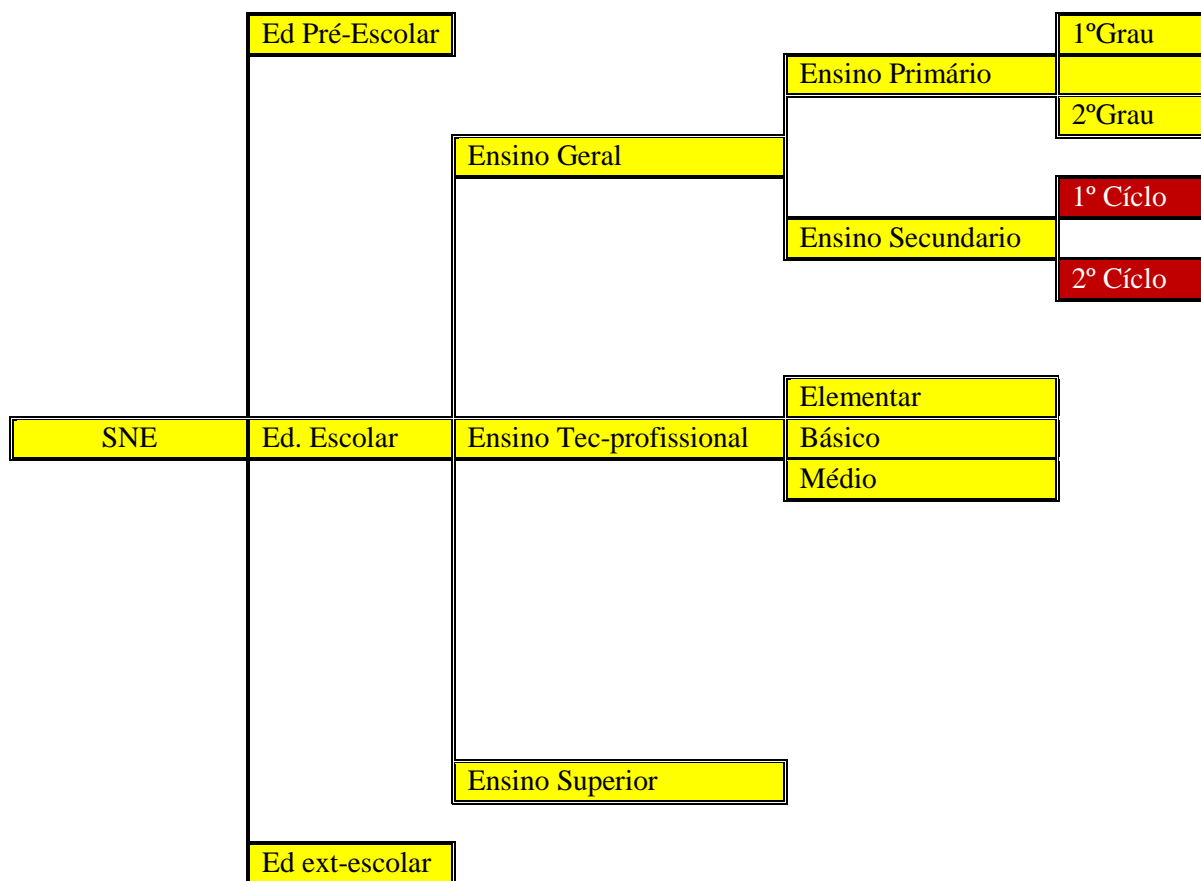 Ed Pré-Escolar
1ºGrau
Ensino Primário
2ºGrau
Ensino Geral
1º Cíclo
Ensino Secundario
2º Cíclo
Elementar
SNE
Ed. Escolar
Ensino Tec-profissional
Básico
Médio
Ensino Superior
Ed ext-escolar